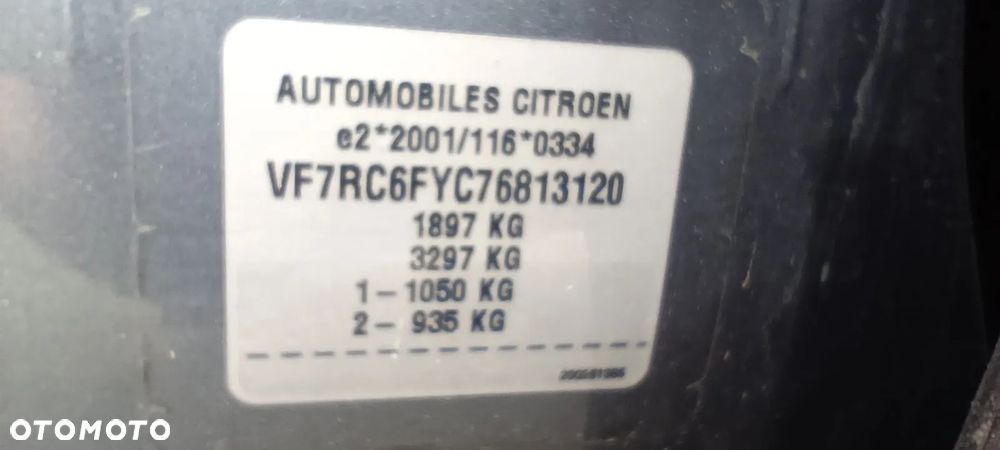 AUTOMOBILES CITROEN
e2*2001/116*0334
VF7RC6FYC76813120
1897 KG
3297 KG
1 - 1050 KG
2 - 935 KG
OTOMOTO